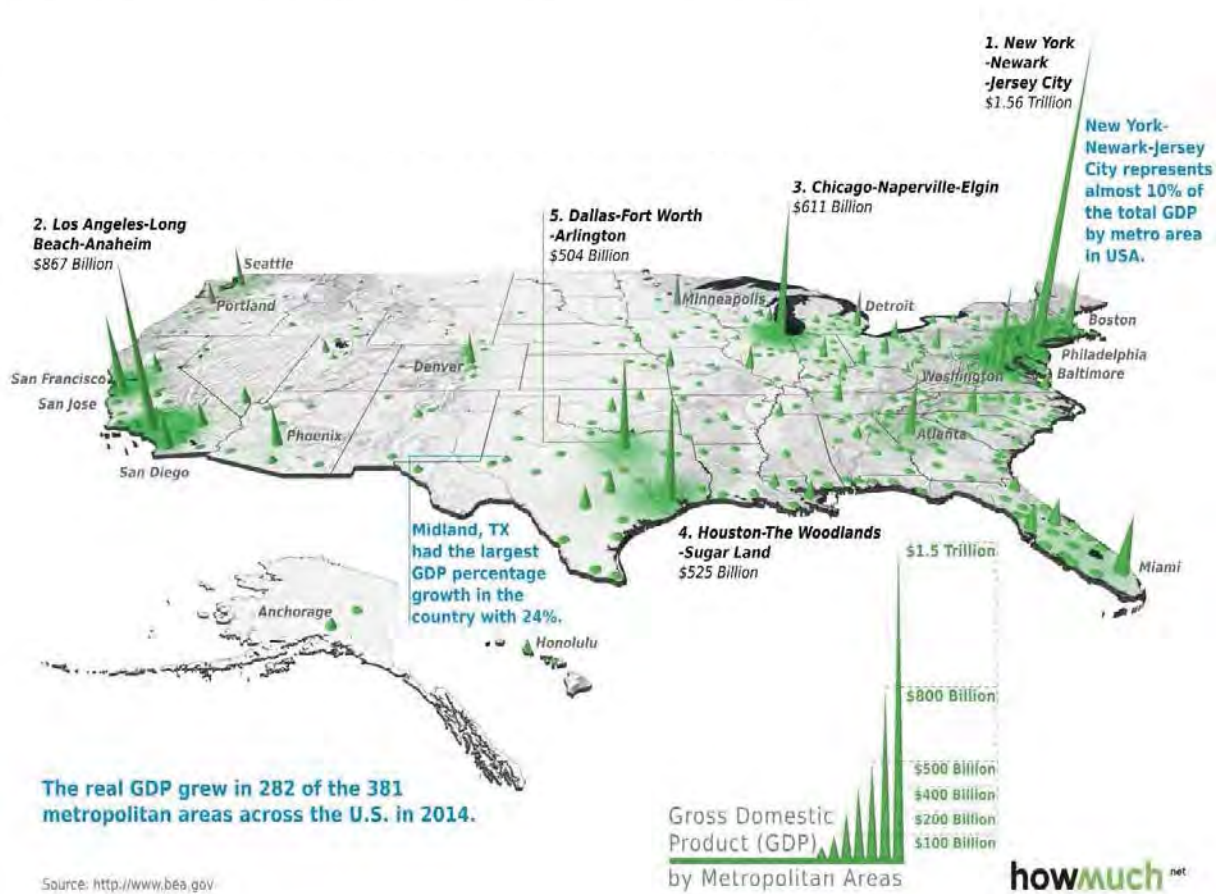 1. New York
-Newark
-Jersey City
$1.56 Trillion
New York-
Newark-Jersey
City represents
almost 10% of
the total GDP
by metro area
in USA.
3. Chicago-Naperville-Elgin
$611 Billion
5. Dallas-Fort Worth
-Arlington
$504 Billion
2. Los Angeles-Long
Beach-Anaheim
$867 Billion
Seattle
Portland
Minneapolis
Detroit
Boston
Philadelphia
Baltimore
Washington
Denver
San Francisco
San Jose
Phoenix
Atlanta
San Diego
Midland, TX
had the largest
GDP percentage
growth in the
country with 24%.
4. Houston-The Woodlands
-Sugar Land
$525 Billion
Miami
Anchorage
Honolulu
$1.5 Trillion
$800 Billion
$500 Billion
$400 Billion
$200 Billion
$100 Billion
The real GDP grew in 282 of the 381
metropolitan areas across the U.S. in 2014.
Gross Domestic
Product (GDP)
by Metropolitan Areas
Source: http://www.bea.gov
howmuch.net